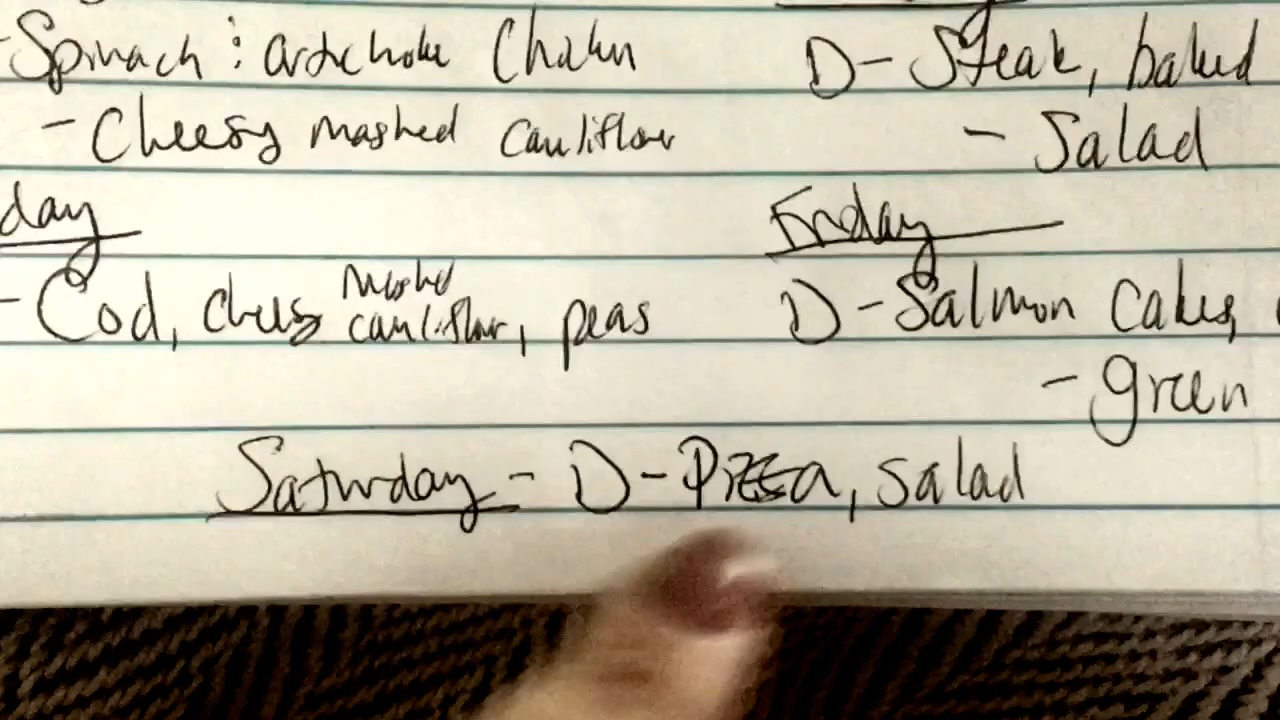 -Spinach : artichoke Chicken
- Cheesy mashed cauliflower
day
- Cod, cheesy mashed cauliflower, peas
D- Steak, baked
- Salad
Friday
D-Salmon Cakes,
- green
Saturday - D-Pizza, salad